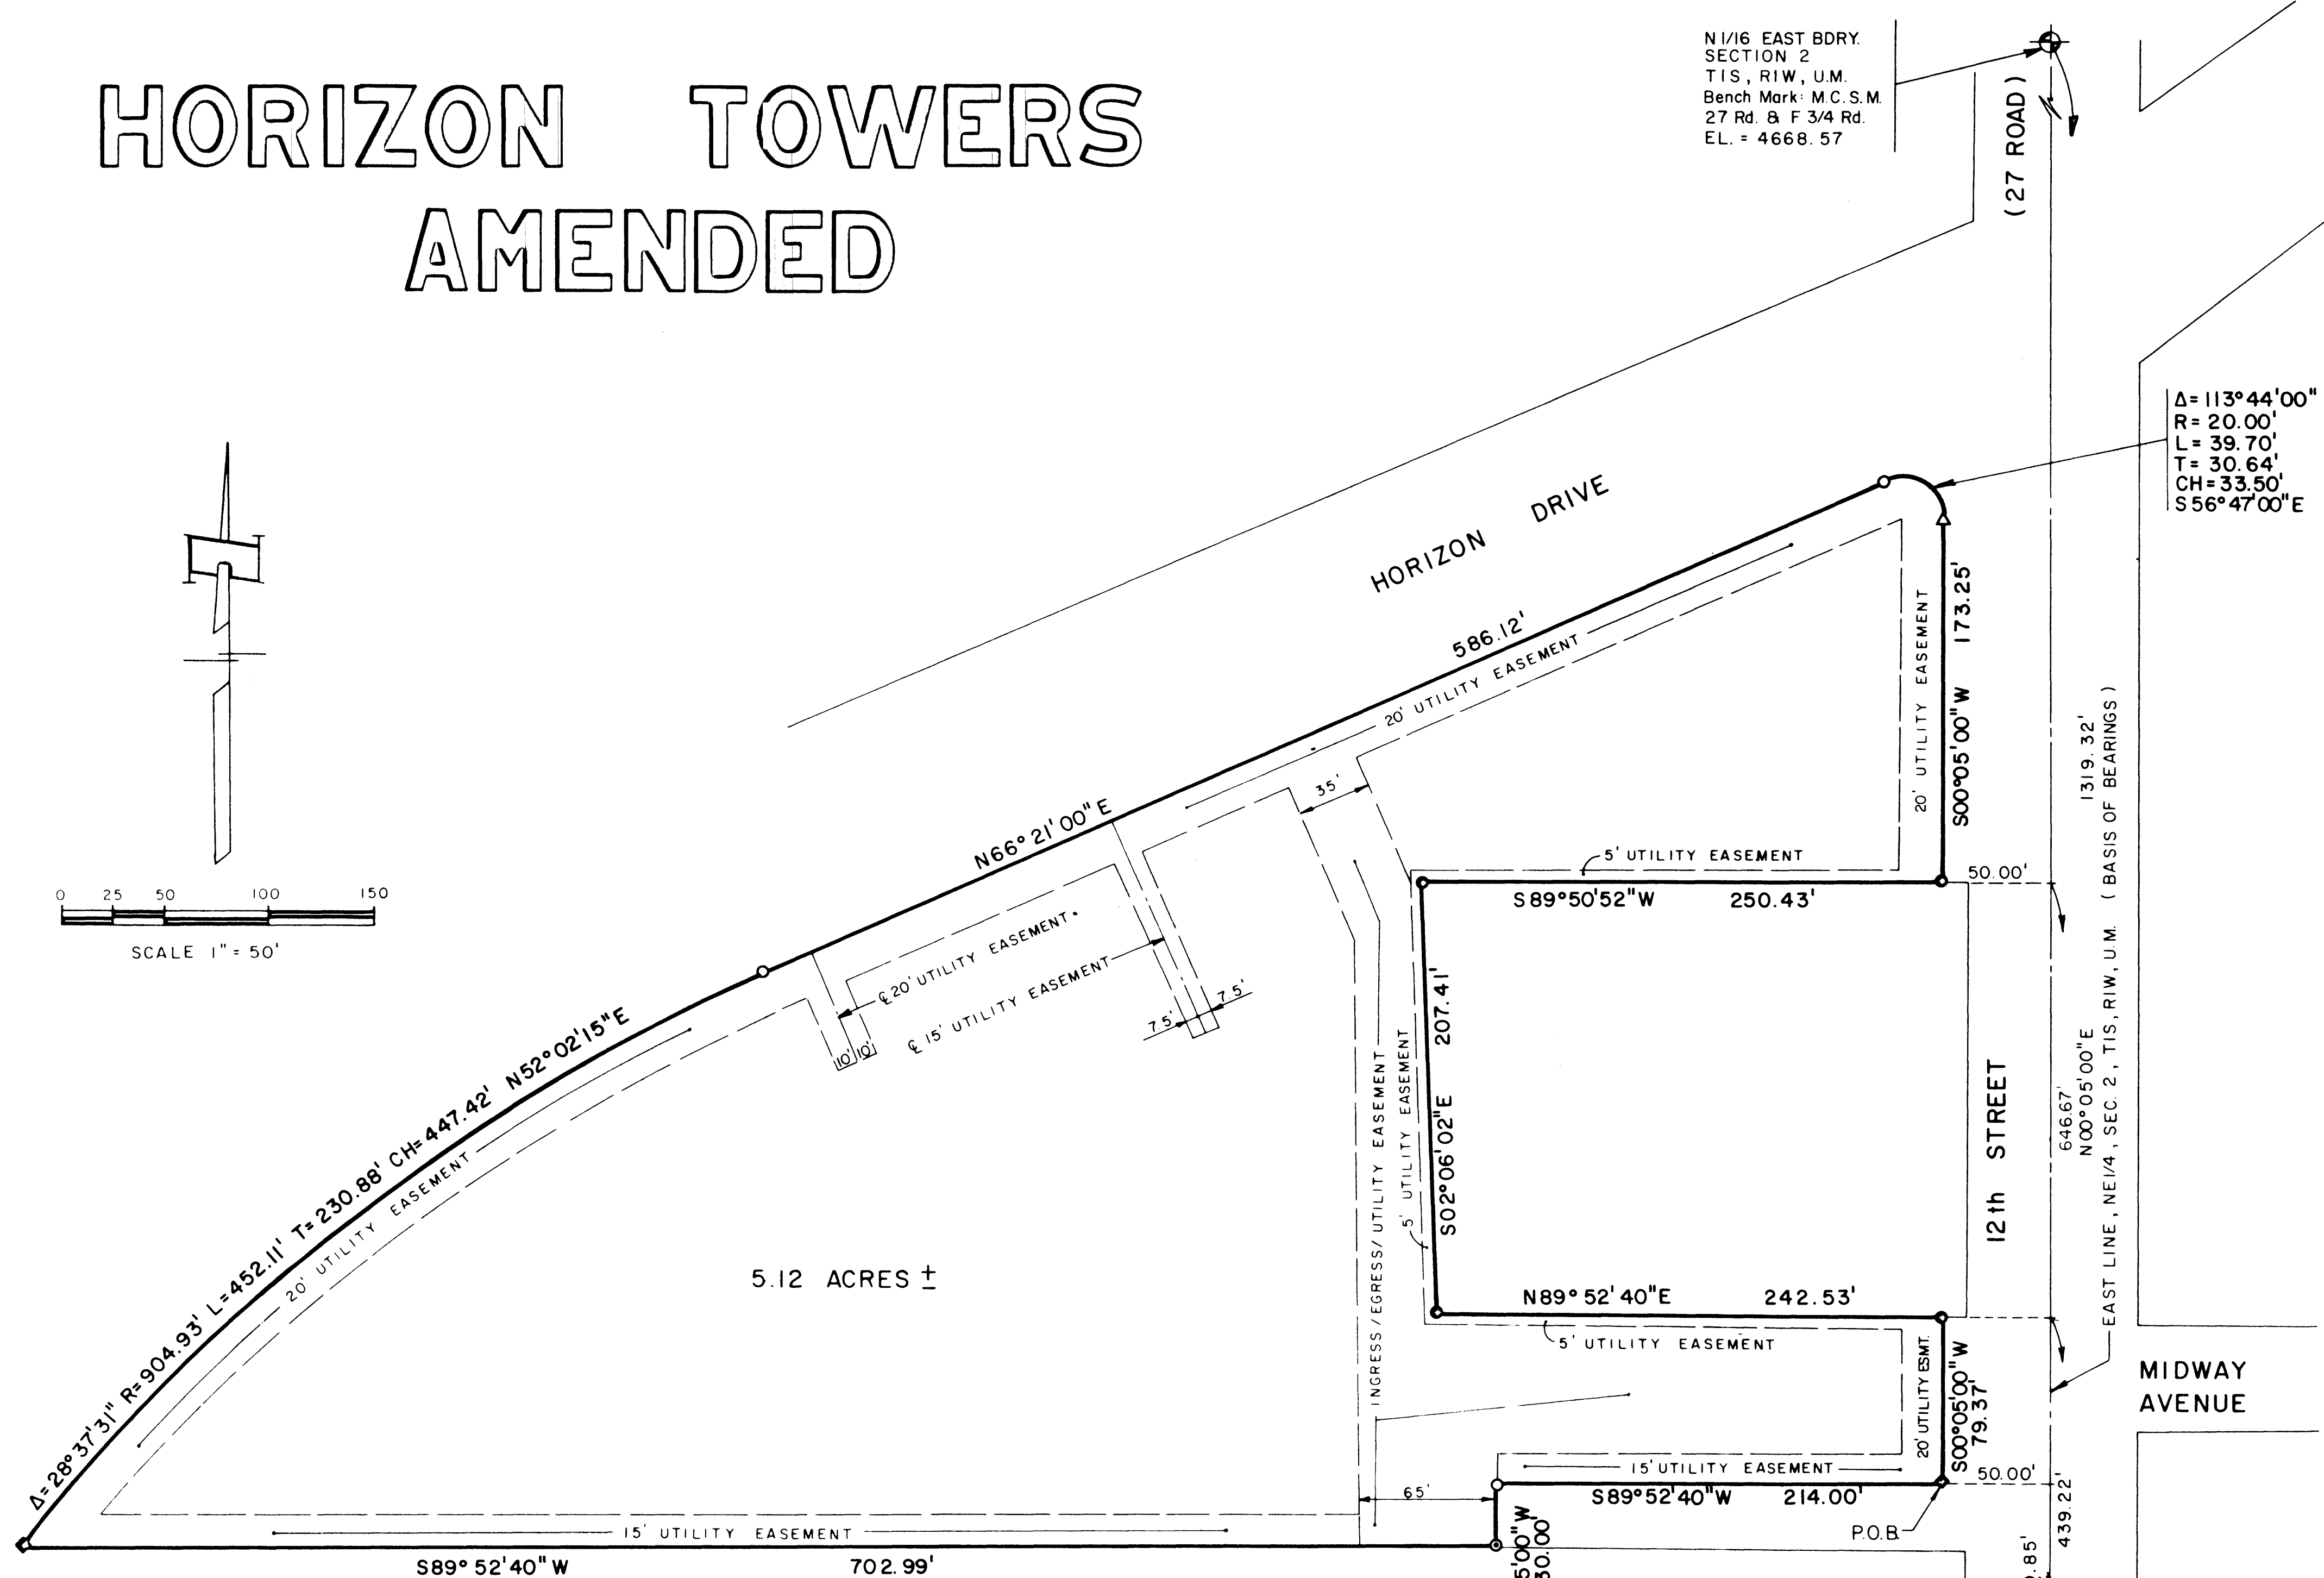 HORIZON TOWERS
AMENDED
N 1/16 EAST BDRY.
SECTION 2
T1S, R1W, U.M.
Bench Mark: M.C.S.M.
27 Rd. & F 3/4 Rd.
EL. = 4668.57
(27 ROAD)
Δ=113°44'00"
R=20.00'
L=39.70'
T=30.64'
CH=33.50'
S56°47'00"E
HORIZON DRIVE
586.12'
20' UTILITY EASEMENT
N66°21'00"E
35'
20' UTILITY EASEMENT
S00°05'00"W 173.25'
1319.32'
EAST LINE, NE1/4, SEC. 2, T1S, R1W, U.M. (BASIS OF BEARINGS)
5' UTILITY EASEMENT
50.00'
S89°50'52"W 250.43'
0 25 50 100 150
SCALE 1" = 50'
℄ 20' UTILITY EASEMENT
℄ 15' UTILITY EASEMENT
7.5'
7.5'
10' 10'
Δ=28°37'31" R=904.93' L=452.11' T=230.88' CH=447.42' N52°02'15"E
20' UTILITY EASEMENT
5.12 ACRES ±
INGRESS/EGRESS/UTILITY EASEMENT
5' UTILITY EASEMENT
S02°06'02"E 207.41'
12th STREET
646.67'
N00°05'00"E
N89°52'40"E 242.53'
5' UTILITY EASEMENT
20' UTILITY ESMT.
S00°05'00"W
79.37'
MIDWAY
AVENUE
15' UTILITY EASEMENT
50.00'
S89°52'40"W 214.00'
65'
P.O.B.
439.22'
15' UTILITY EASEMENT
S89°52'40"W 702.99'
5'00"W
30.00'
.85'